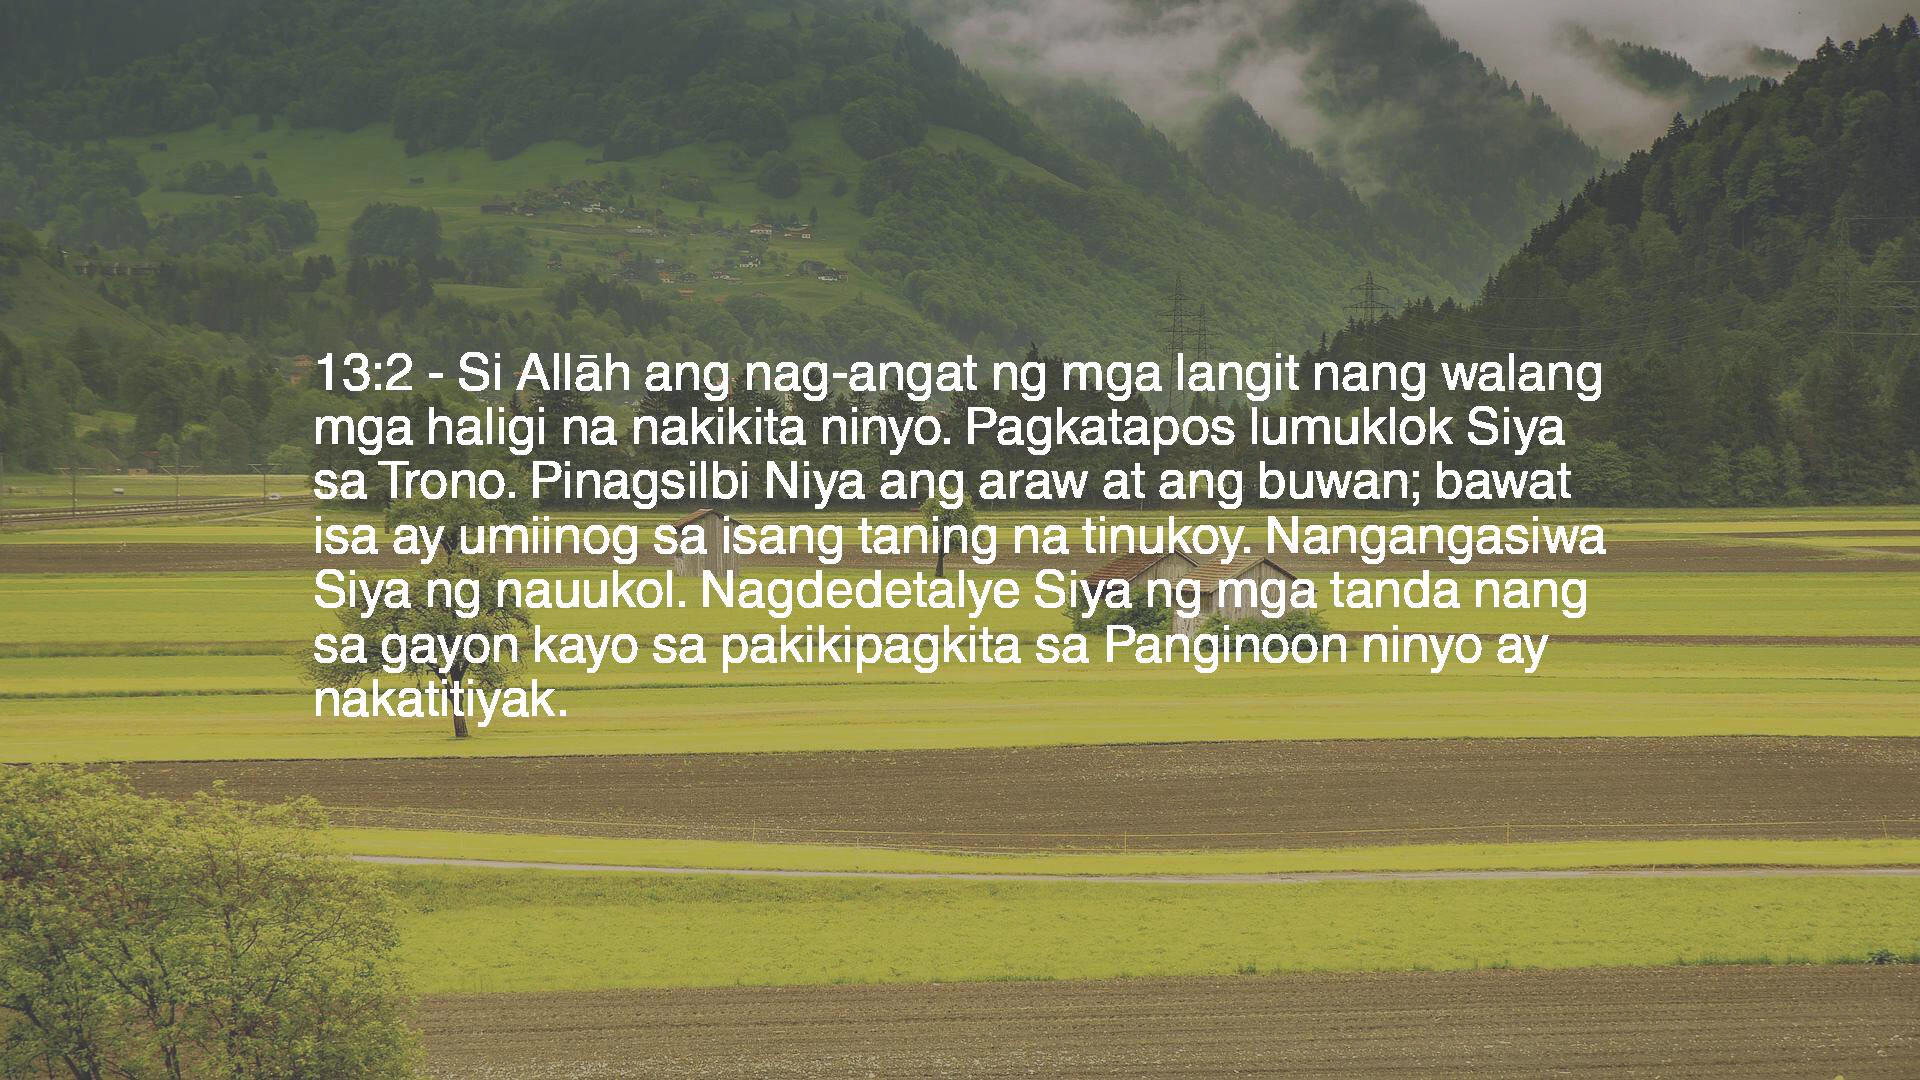 13:2 - Si Allāh ang nag-angat ng mga langit nang walang
mga haligi na nakikita ninyo. Pagkatapos lumuklok Siya
sa Trono. Pinagsilbi Niya ang araw at ang buwan; bawat
isa ay umiinog sa isang taning na tinukoy. Nangangasiwa
Siya ng nauukol. Nagdedetalye Siya ng mga tanda nang
sa gayon kayo sa pakikipagkita sa Panginoon ninyo ay
nakatitiyak.